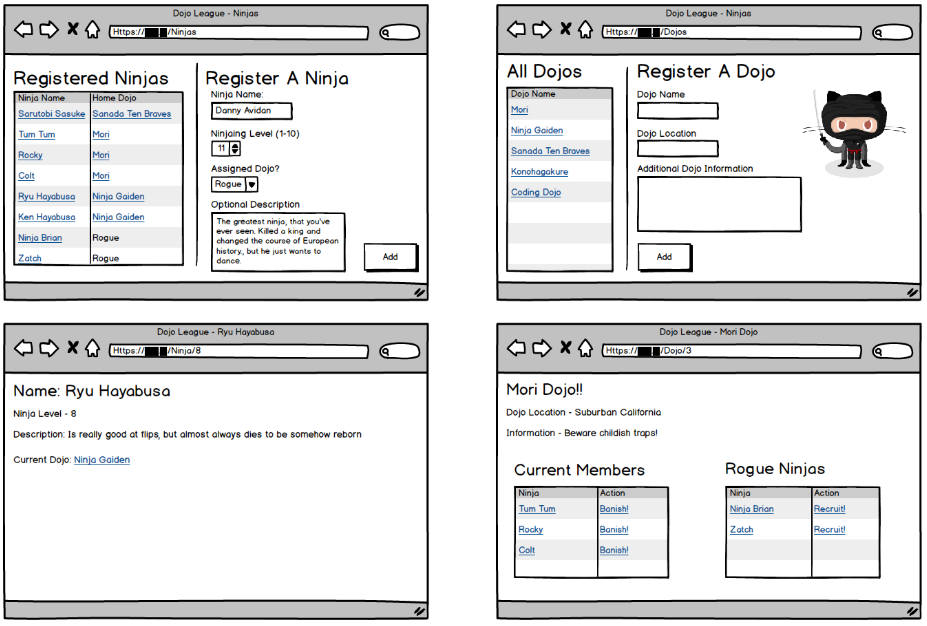 Dojo League - Ninjas
Https:// /Ninjas
Registered Ninjas
Ninja Name Home Dojo
Sarutobi Sasuke Sanada Ten Braves
Tum Tum Mori
Rocky Mori
Colt Mori
Ryu Hayabusa Ninja Gaiden
Ken Hayabusa Ninja Gaiden
Ninja Brian Rogue
Zatch Rogue
Register A Ninja
Ninja Name:
Danny Avidan
Ninjaing Level (1-10)
11
Assigned Dojo?
Rogue
Optional Description
The greatest ninja, that you've
ever seen. Killed a king and
changed the course of European
history, but he just wants to
dance.
Add
Dojo League - Ninjas
Https:// /Dojos
All Dojos
Dojo Name
Mori
Ninja Gaiden
Sanada Ten Braves
Konohagakure
Coding Dojo
Register A Dojo
Dojo Name
Dojo Location
Additional Dojo Information
Add
Dojo League - Ryu Hayabusa
Https:// /Ninja/8
Name: Ryu Hayabusa
Ninja Level - 8
Description: Is really good at flips, but almost always dies to be somehow reborn
Current Dojo: Ninja Gaiden
Dojo League - Mori Dojo
Https:// /Dojo/3
Mori Dojo!!
Dojo Location - Suburban California
Information - Beware childish traps!
Current Members
Ninja Action
Tum Tum Banish!
Rocky Banish!
Colt Banish!
Rogue Ninjas
Ninja Action
Ninja Brian Recruit!
Zatch Recruit!